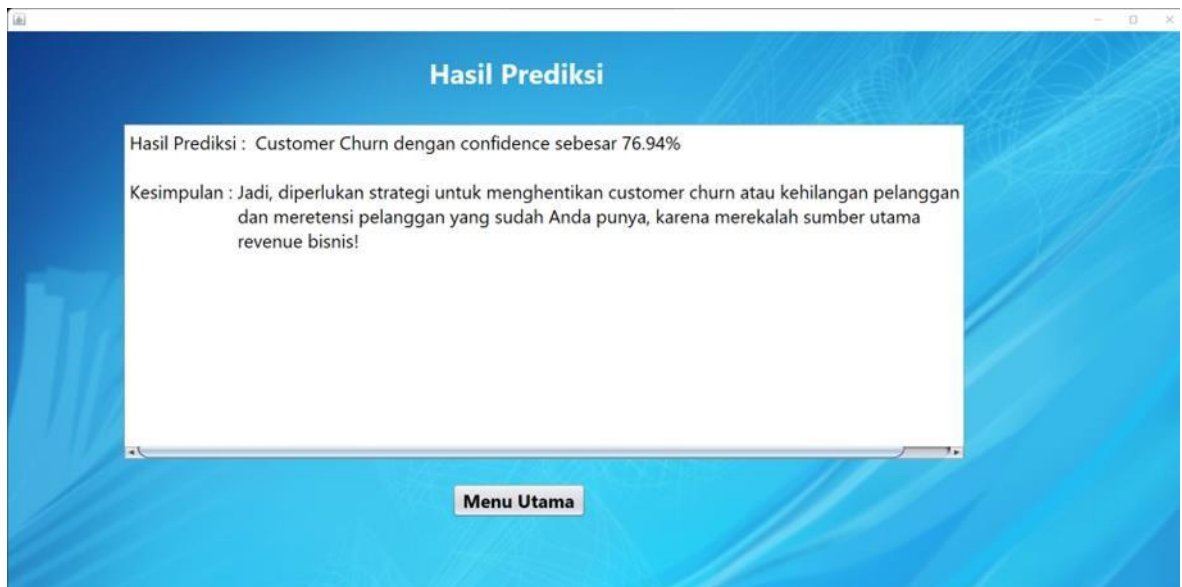 Hasil Prediksi
Hasil Prediksi :  Customer Churn dengan confidence sebesar 76.94%
Kesimpulan : Jadi, diperlukan strategi untuk menghentikan customer churn atau kehilangan pelanggan
dan meretensi pelanggan yang sudah Anda punya, karena merekalah sumber utama
revenue bisnis!
Menu Utama